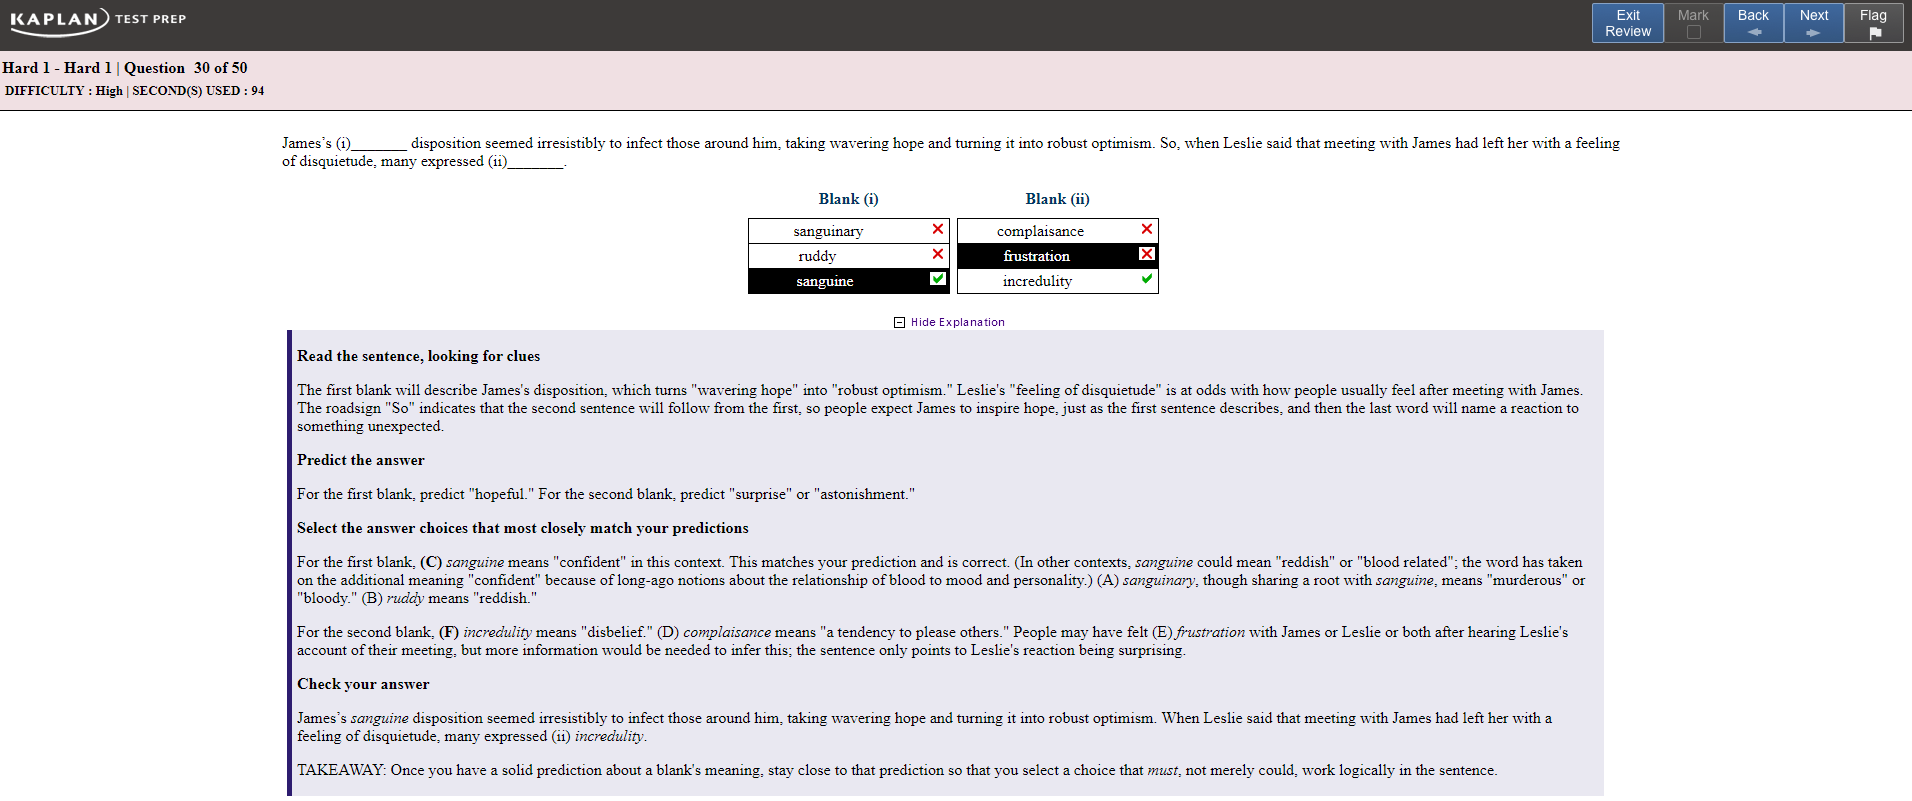 KAPLAN TEST PREP
Exit Review
Mark
Back
Next
Flag
Hard 1 - Hard 1 | Question 30 of 50
DIFFICULTY : High | SECOND(S) USED : 94
James's (i)_______ disposition seemed irresistibly to infect those around him, taking wavering hope and turning it into robust optimism. So, when Leslie said that meeting with James had left her with a feeling
of disquietude, many expressed (ii)_______.
Blank (i) Blank (ii)
sanguinary complaisance
ruddy frustration
sanguine incredulity
Hide Explanation
Read the sentence, looking for clues
The first blank will describe James's disposition, which turns "wavering hope" into "robust optimism." Leslie's "feeling of disquietude" is at odds with how people usually feel after meeting with James.
The roadsign "So" indicates that the second sentence will follow from the first, so people expect James to inspire hope, just as the first sentence describes, and then the last word will name a reaction to
something unexpected.
Predict the answer
For the first blank, predict "hopeful." For the second blank, predict "surprise" or "astonishment."
Select the answer choices that most closely match your predictions
For the first blank, (C) sanguine means "confident" in this context. This matches your prediction and is correct. (In other contexts, sanguine could mean "reddish" or "blood related"; the word has taken
on the additional meaning "confident" because of long-ago notions about the relationship of blood to mood and personality.) (A) sanguinary, though sharing a root with sanguine, means "murderous" or
"bloody." (B) ruddy means "reddish."
For the second blank, (F) incredulity means "disbelief." (D) complaisance means "a tendency to please others." People may have felt (E) frustration with James or Leslie or both after hearing Leslie's
account of their meeting, but more information would be needed to infer this; the sentence only points to Leslie's reaction being surprising.
Check your answer
James's sanguine disposition seemed irresistibly to infect those around him, taking wavering hope and turning it into robust optimism. When Leslie said that meeting with James had left her with a
feeling of disquietude, many expressed (ii) incredulity.
TAKEAWAY: Once you have a solid prediction about a blank's meaning, stay close to that prediction so that you select a choice that must, not merely could, work logically in the sentence.